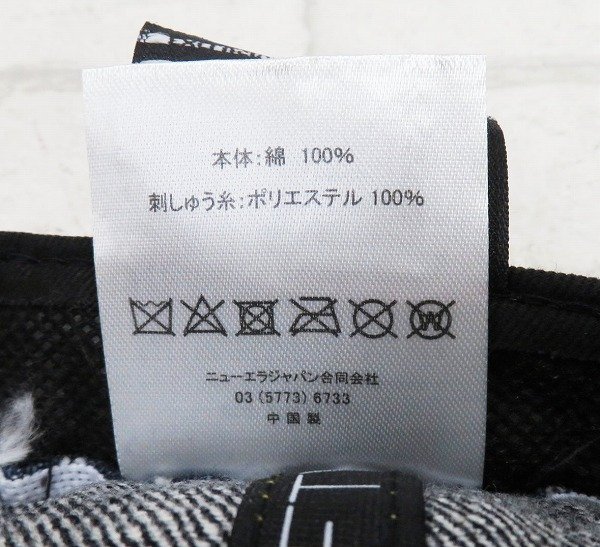 本体:綿 100%
刺しゅう糸:ポリエステル 100%
W
ニューエラジャパン合同会社
03 (5773) 6733
中国製